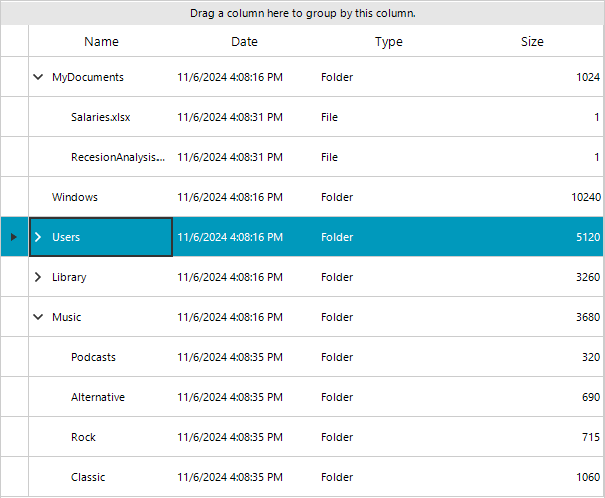 Drag a column here to group by this column.
Name Date Type Size
MyDocuments 11/6/2024 4:08:16 PM Folder 1024
Salaries.xlsx 11/6/2024 4:08:31 PM File 1
RecesionAnalysis... 11/6/2024 4:08:31 PM File 1
Windows 11/6/2024 4:08:16 PM Folder 10240
Users 11/6/2024 4:08:16 PM Folder 5120
Library 11/6/2024 4:08:16 PM Folder 3260
Music 11/6/2024 4:08:16 PM Folder 3680
Podcasts 11/6/2024 4:08:35 PM Folder 320
Alternative 11/6/2024 4:08:35 PM Folder 690
Rock 11/6/2024 4:08:35 PM Folder 715
Classic 11/6/2024 4:08:35 PM Folder 1060